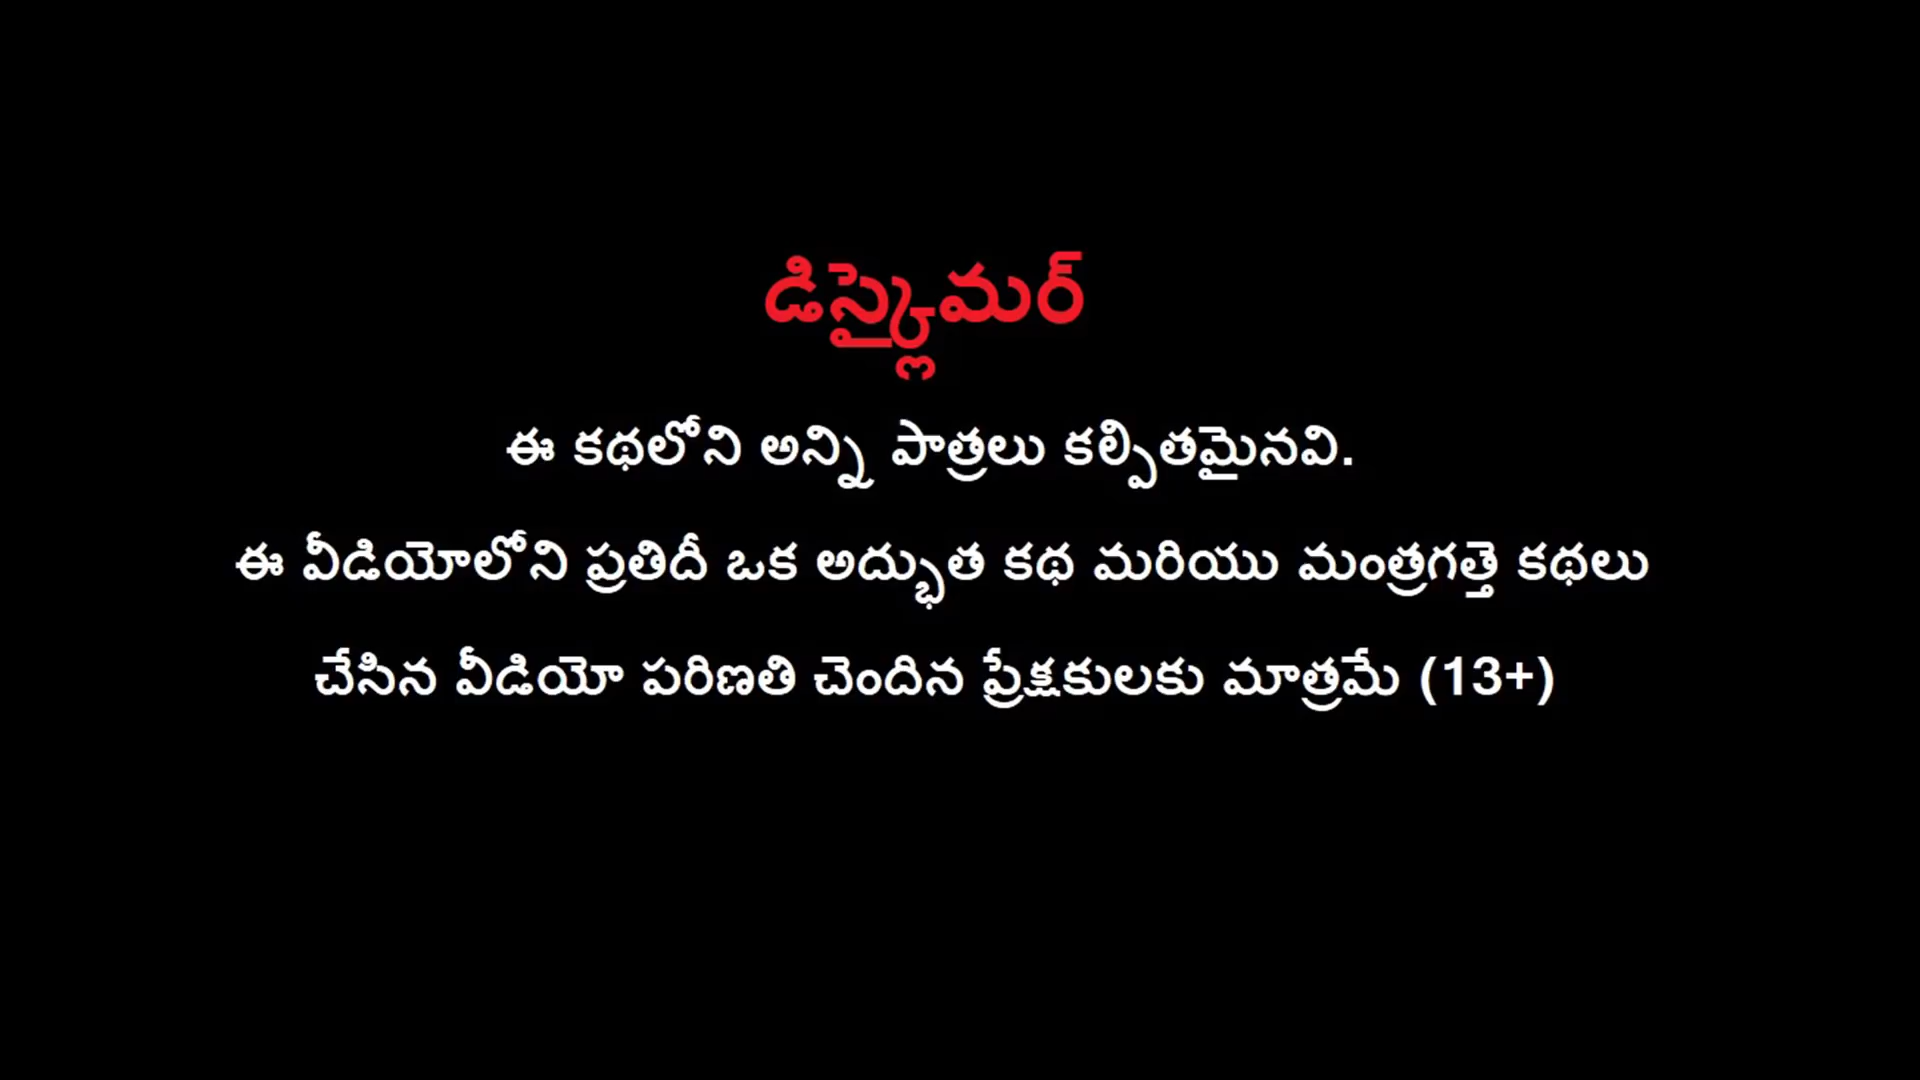 డిస్క్లైమర్
ఈ కథలోని అన్ని పాత్రలు కల్పితమైనవి.
ఈ వీడియోలోని ప్రతిదీ ఒక అద్భుత కథ మరియు మంత్రగత్తె కథలు
చేసిన వీడియో పరిణతి చెందిన ప్రేక్షకులకు మాత్రమే (13+)